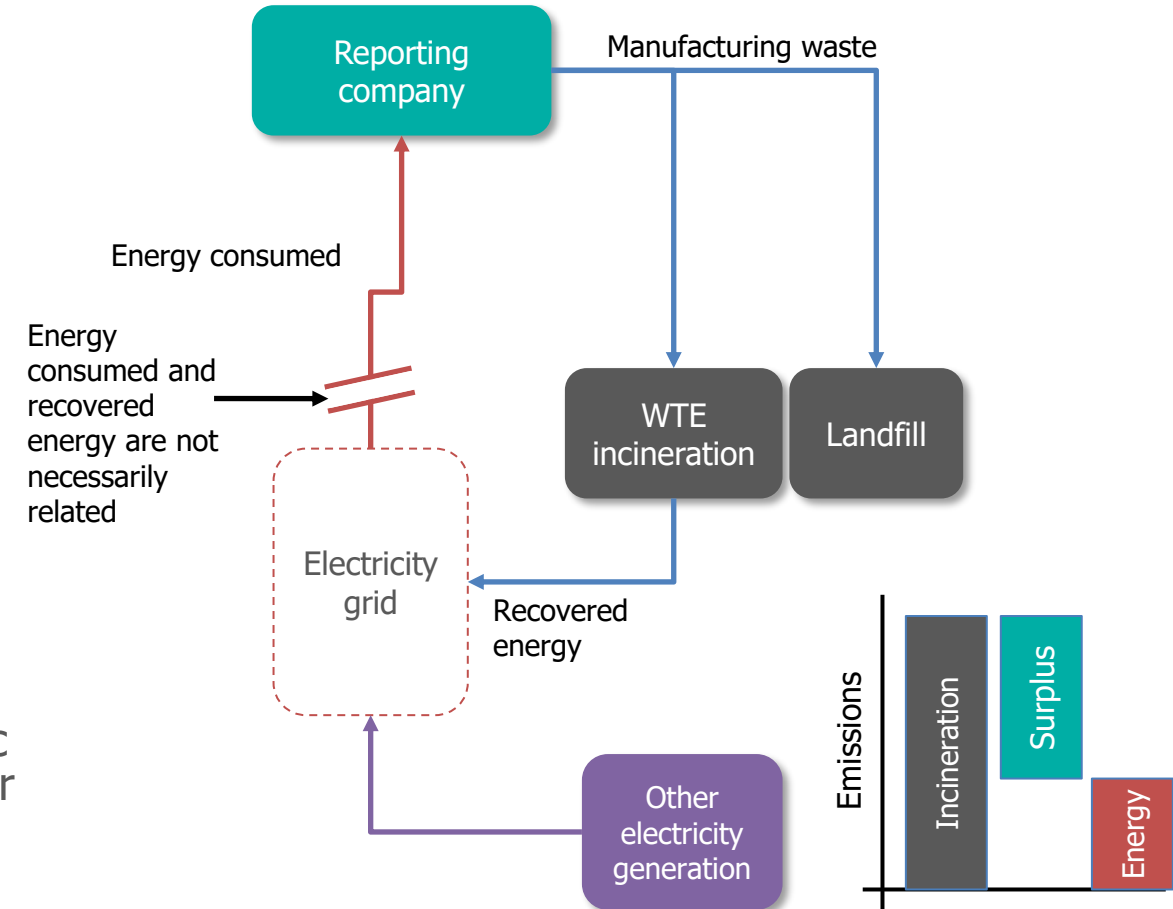 Reporting
company
Manufacturing waste
Energy consumed
Energy
consumed and
recovered
energy are not
necessarily
related
WTE
incineration
Landfill
Electricity
grid
Recovered
energy
Other
electricity
generation
Emissions
Incineration
Surplus
Energy